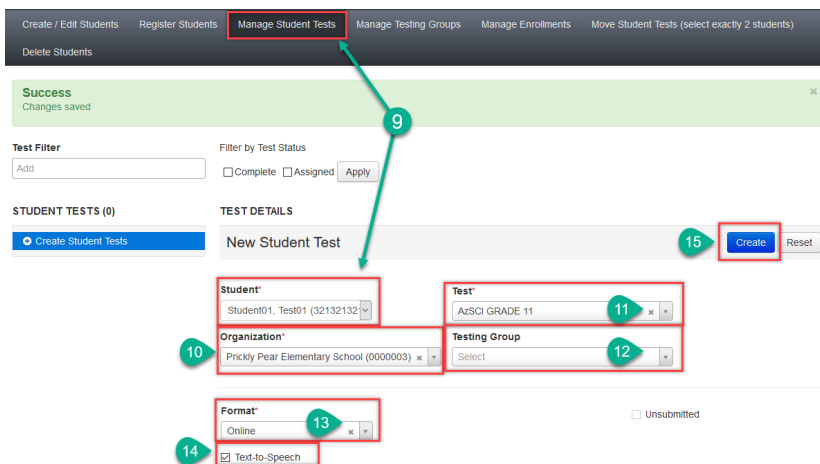 Create / Edit Students Register Students Manage Student Tests Manage Testing Groups Manage Enrollments Move Student Tests (select exactly 2 students)
Delete Students
Success ×
Changes saved
9
Test Filter Filter by Test Status
Add Complete Assigned Apply
STUDENT TESTS (0) TEST DETAILS
Create Student Tests New Student Test 15 Create Reset
Student* Test*
Student01, Test01 (32132132 AzSCI GRADE 11 11 ×
Organization* Testing Group
10 Prickly Pear Elementary School (0000003) × Select 12
Format* Unsubmitted
Online 13 ×
14 Text-to-Speech